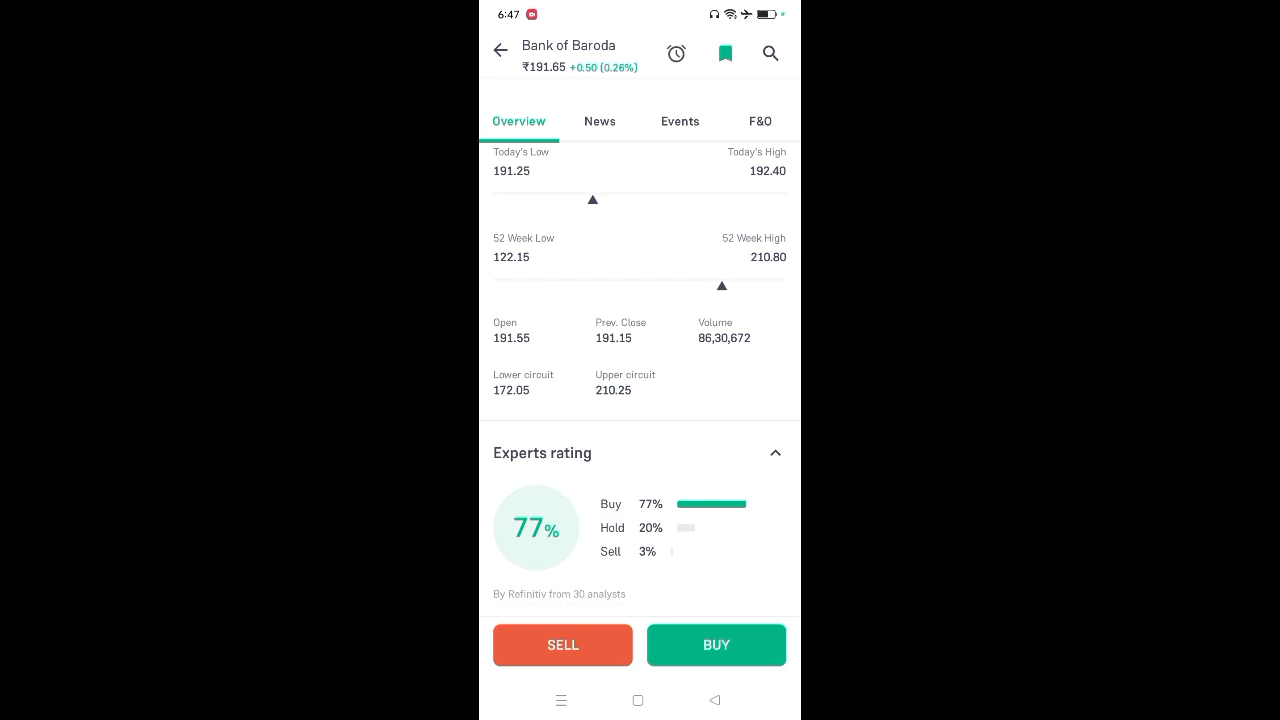 6:47
Bank of Baroda
₹191.65 +0.50 (0.26%)
Overview News Events F&O
Today's Low Today's High
191.25 192.40
52 Week Low 52 Week High
122.15 210.80
Open Prev. Close Volume
191.55 191.15 86,30,672
Lower circuit Upper circuit
172.05 210.25
Experts rating
77%
Buy 77%
Hold 20%
Sell 3%
By Refinitiv from 30 analysts
SELL BUY